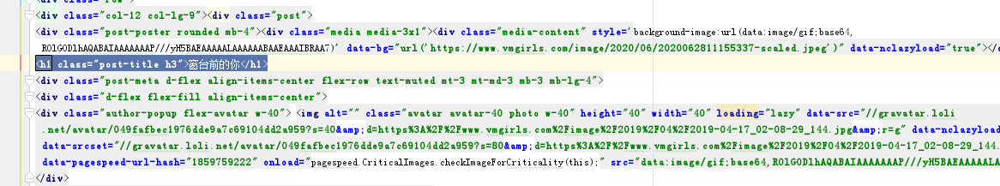 <div class="col-12 col-lg-9"><div class="post">
<div class="post-poster rounded mb-4"><div class="media media-3x1"><div class="media-content" style='background-image:url(data:image/gif;base64,
R0lGODlhAQABAIAAAAAAAP///yH5BAEAAAAALAAAAAABAAEAAAIBRAA7)' data-bg="url('https://www.vmgirls.com/image/2020/06/2020062811155337-scaled.jpeg')" data-nclazyload="true"></
<h1 class="post-title h3">窗台前的你</h1>
<div class="post-meta d-flex align-items-center flex-row text-muted mt-3 mt-md-3 mb-3 mb-lg-4">
<div class="d-flex flex-fill align-items-center">
<div class="author-popup flex-avatar w-40"> <img alt="" class="avatar avatar-40 photo w-40" height="40" width="40" loading="lazy" data-src="//gravatar.loli
.net/avatar/049fafbec1976dde9a7c69104dd2a959?s=40&amp;d=https%3A%2F%2Fwww.vmgirls.com%2Fimage%2F2019%2F04%2F2019-04-17_02-08-29_144.jpg&amp;r=g" data-nclazyload
data-srcset="//gravatar.loli.net/avatar/049fafbec1976dde9a7c69104dd2a959?s=80&amp;d=https%3A%2F%2Fwww.vmgirls.com%2Fimage%2F2019%2F04%2F2019-04-17_02-08-29_144.
data-pagespeed-url-hash="1859759222" onload="pagespeed.CriticalImages.checkImageForCriticality(this);" src="data:image/gif;base64,R0lGODlhAQABAIAAAAAAAP///yH5BAEAAAAALA
</div>